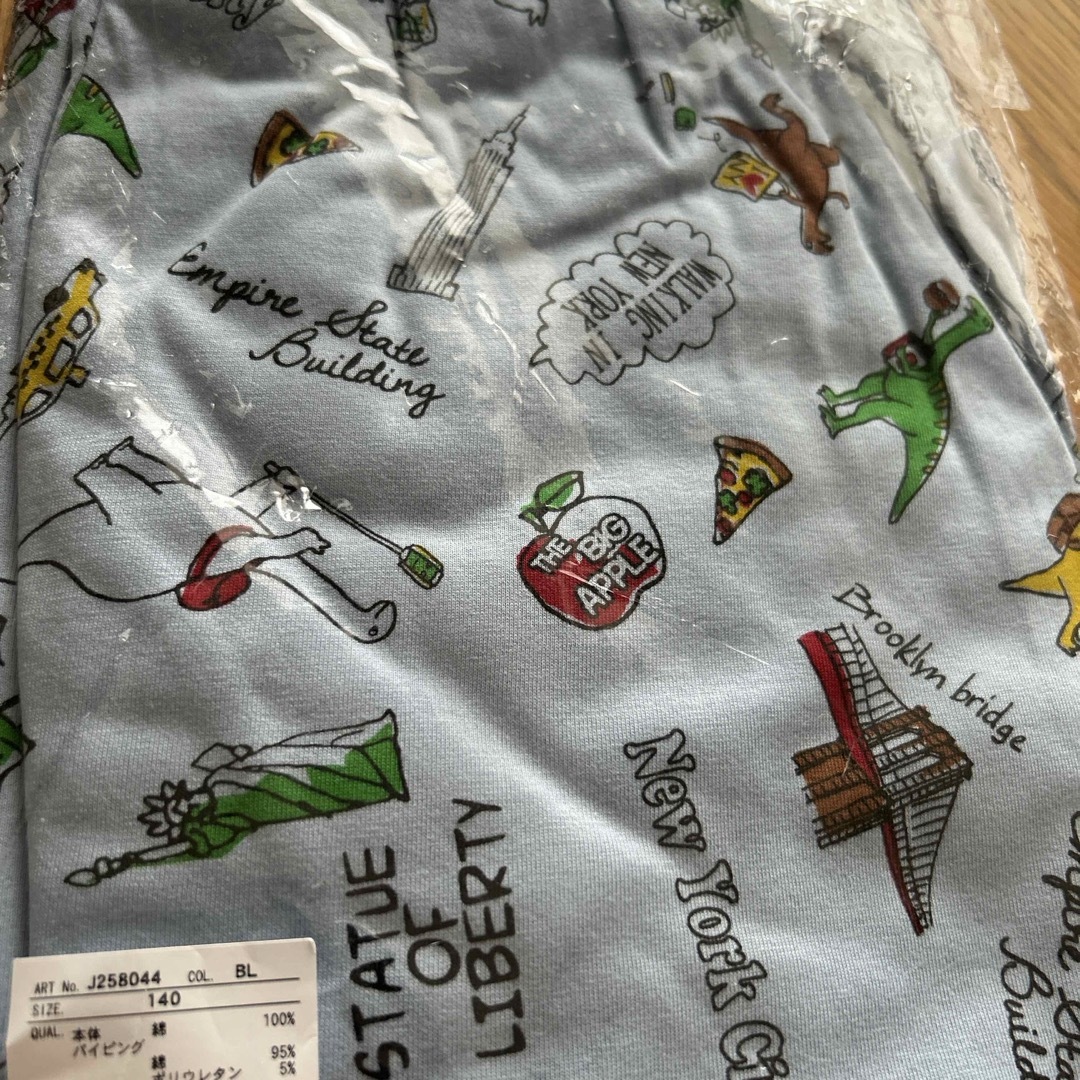 Empire State
Building
WALKING IN
NEW YORK
THE
BIG
APPLE
Brooklyn bridge
STATUE
OF
LIBERTY
New York Ci
Build
ART No. J258044 COL. BL
SIZE. 140
QUAL. 本体 綿 100%
パイピング
綿 95%
ポリウレタン 5%